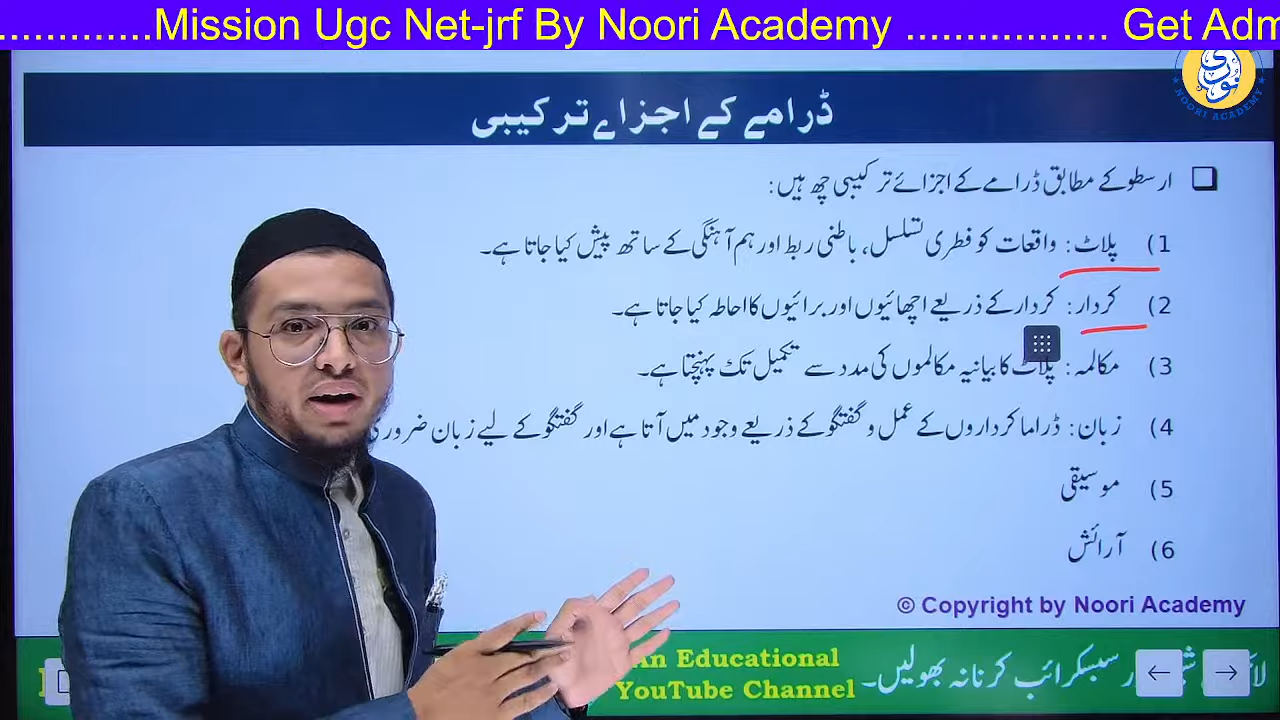 .............Mission Ugc Net-jrf By Noori Academy ................. Get Adm
NOORI ACADEMY
ڈرامے کے اجزاے ترکیبی
ارسطو کے مطابق ڈرامے کے اجزائے ترکیبی چھ ہیں:
1) پلاٹ: واقعات کو فطری تسلسل، باطنی ربط اور ہم آہنگی کے ساتھ پیش کیا جاتا ہے۔
2) کردار: کردار کے ذریعے اچھائیوں اور برائیوں کا احاطہ کیا جاتا ہے۔
3) مکالمہ: پلاٹ کا بیانیہ مکالموں کی مدد سے تکمیل تک پہنچتا ہے۔
4) زبان: ڈراما کرداروں کے عمل و گفتگو کے ذریعے وجود میں آتا ہے اور گفتگو کے لیے زبان ضروری
5) موسیقی
6) آرائش
© Copyright by Noori Academy
An Educational
YouTube Channel
سبسکرائب کرنا نہ بھولیں۔